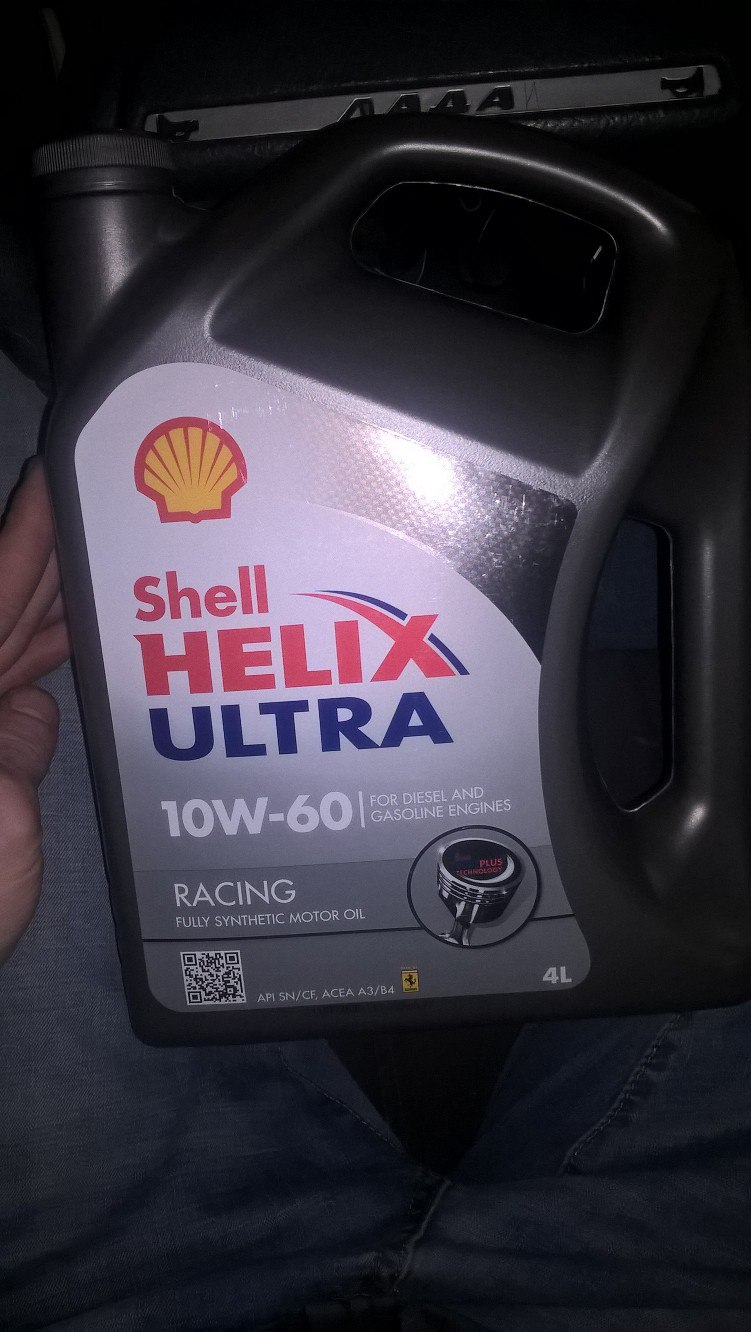 Shell
HELIX
ULTRA
10W-60
FOR DIESEL AND
GASOLINE ENGINES
PLUS
TECHNOLOGY
RACING
FULLY SYNTHETIC MOTOR OIL
API SN/CF, ACEA A3/B4
4L